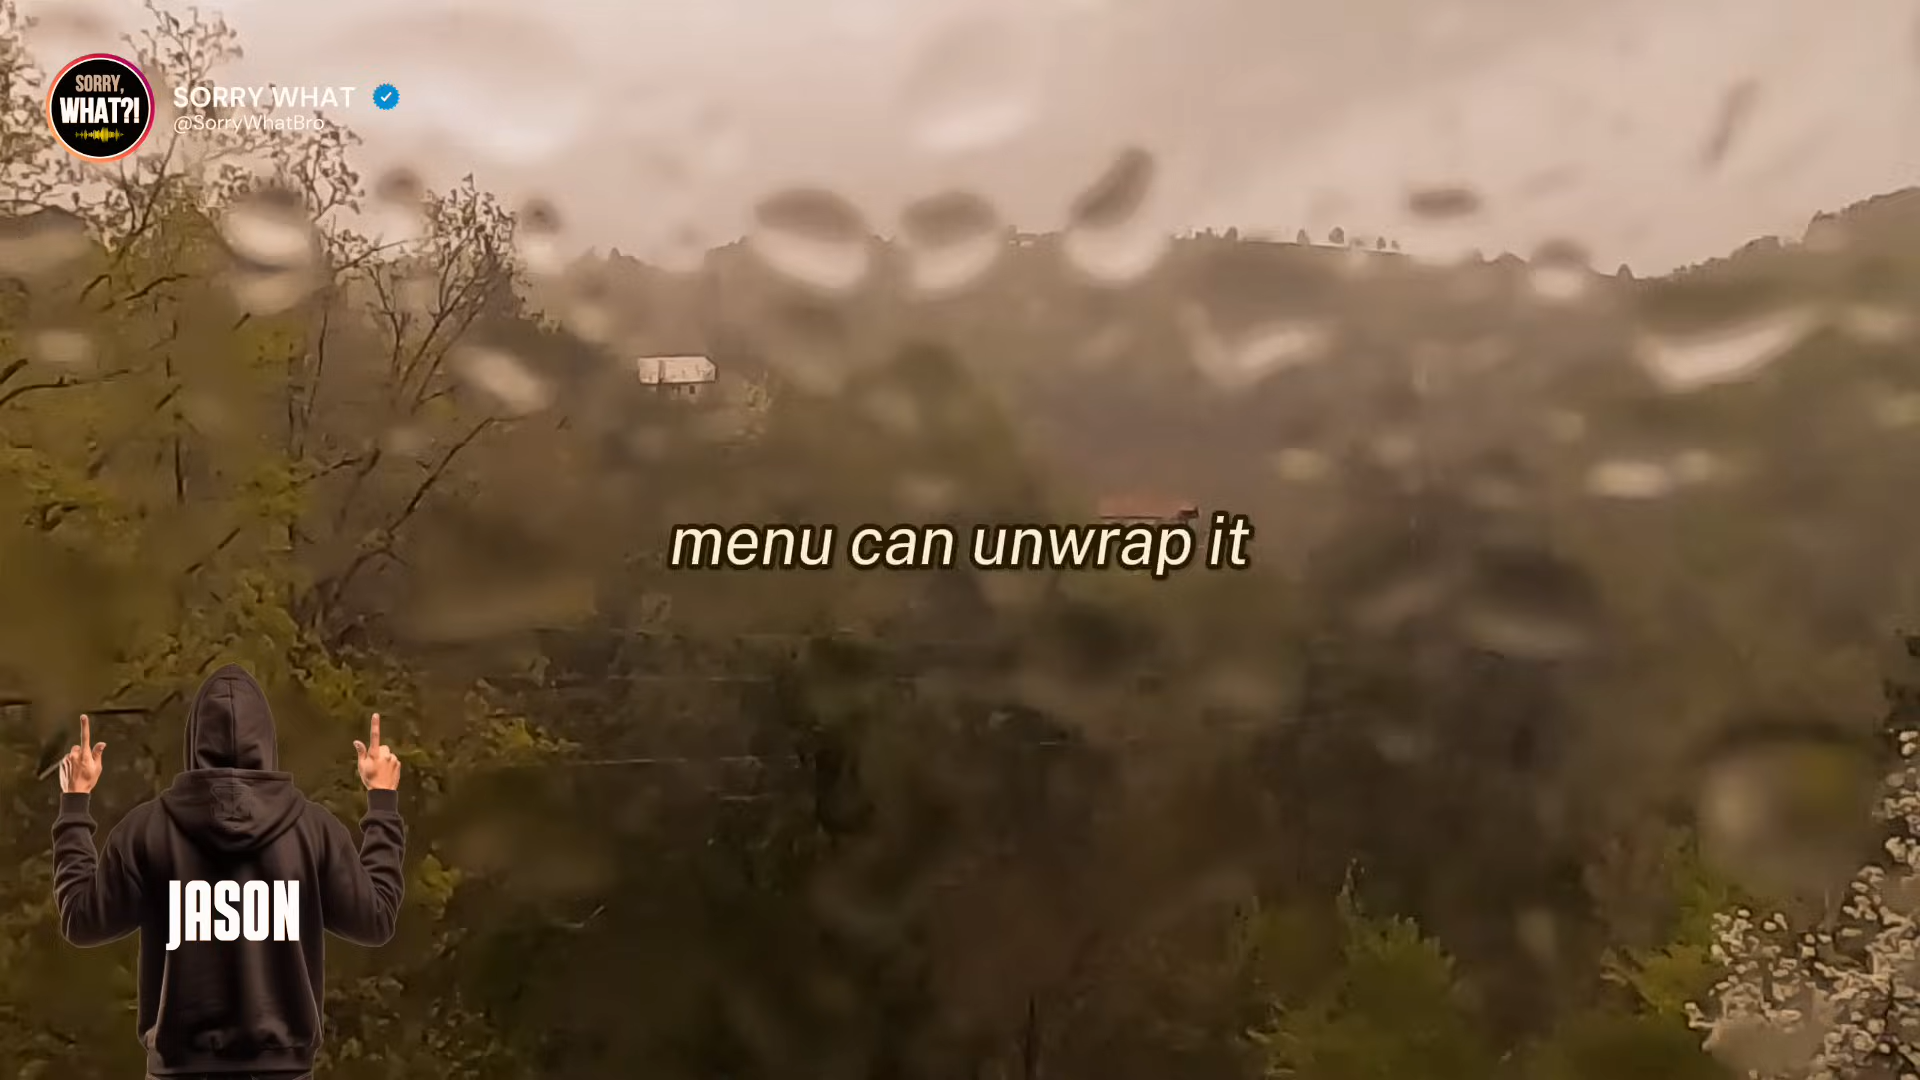 SORRY,
WHAT?!
SORRY WHAT
@SorryWhatBro
menu can unwrap it
JASON